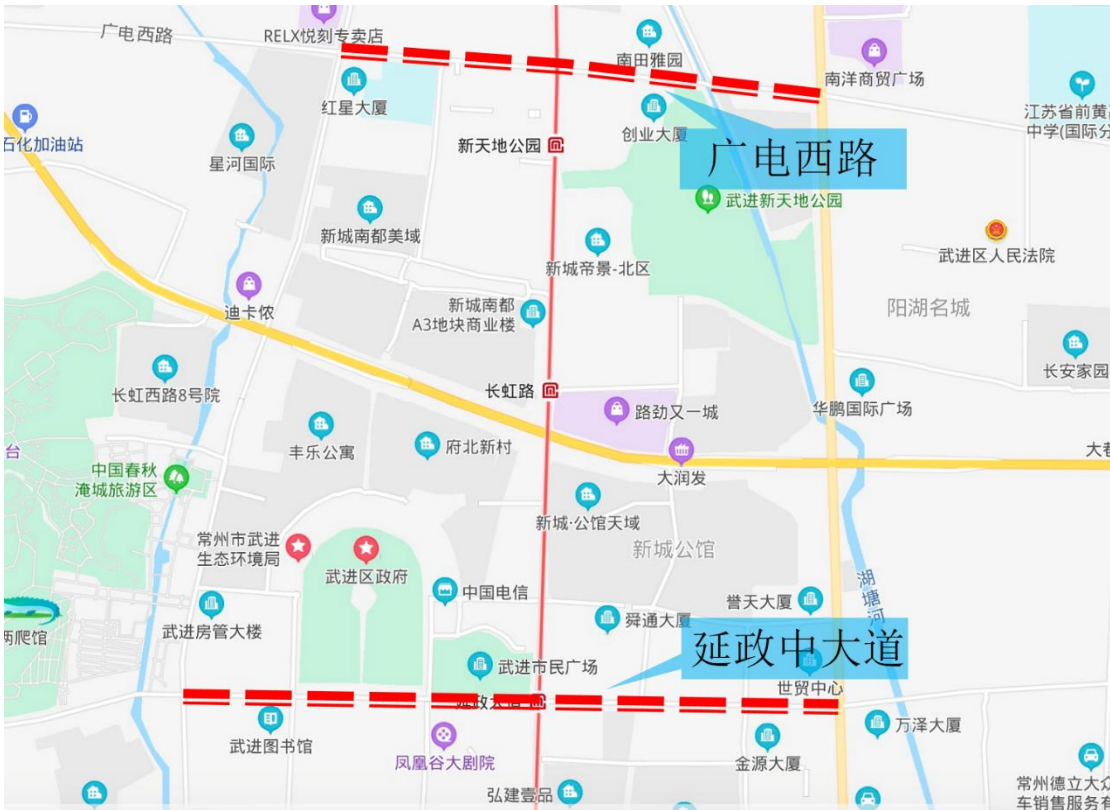 广电西路
RELX悦刻专卖店
南田雅园
南洋商贸广场
红星大厦
创业大厦
江苏省前黄高
中学(国际分
石化加油站
星河国际
新天地公园
广电西路
武进新天地公园
新城南都美域
新城帝景-北区
武进区人民法院
迪卡侬
新城南都
A3地块商业楼
阳湖名城
长虹西路8号院
长虹路
路劲又一城
华鹏国际广场
长安家园
丰乐公寓
府北新村
大润发
台
中国春秋
淹城旅游区
新城·公馆天域
新城公馆
常州市武进
生态环境局
武进区政府
中国电信
湖塘河
誉天大厦
两爬馆
武进房管大楼
舜通大厦
延政中大道
武进市民广场
世贸中心
武进图书馆
凤凰谷大剧院
金源大厦
万泽大厦
弘建壹品
常州德立大众
车销售服务有